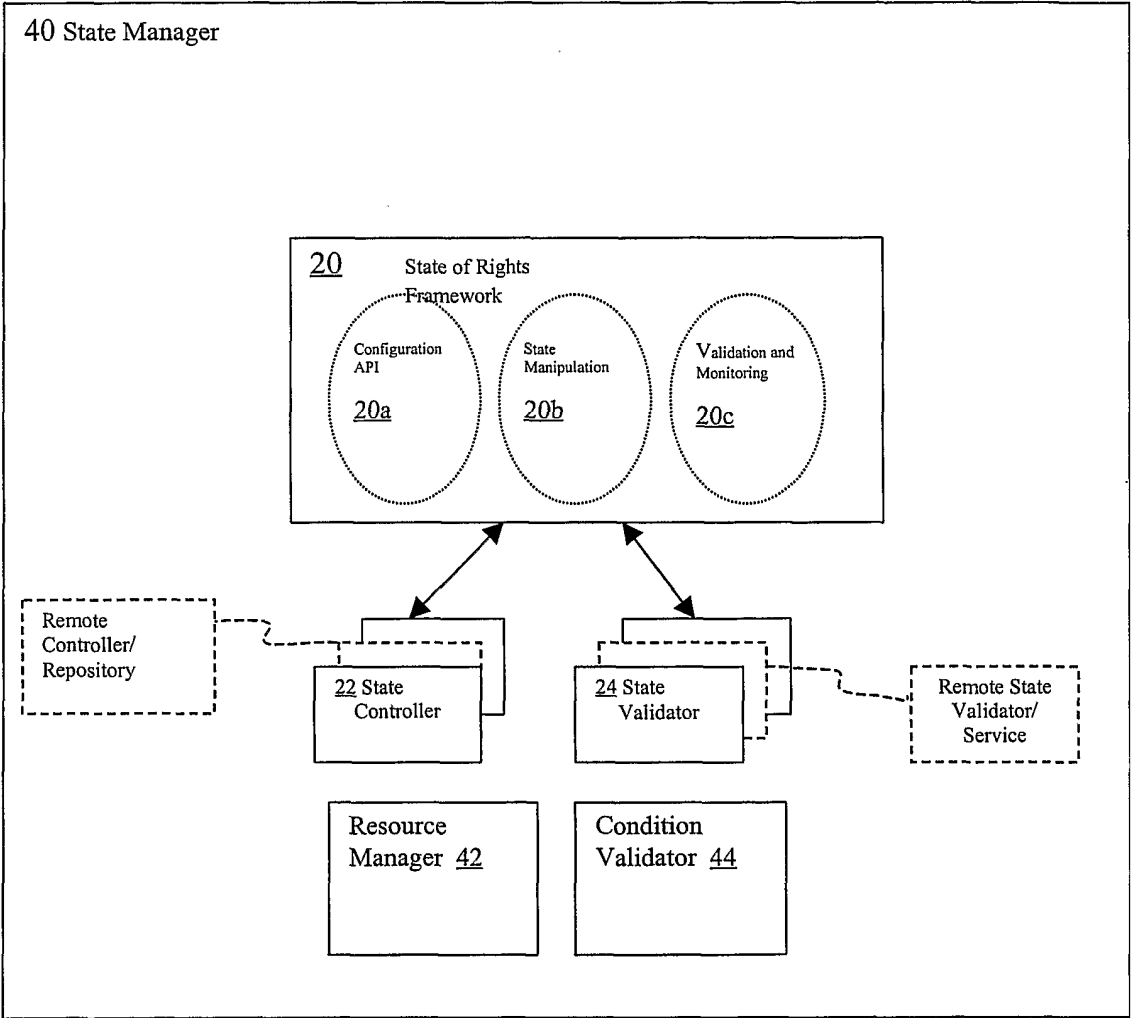 40 State Manager
20 State of Rights
Framework
Configuration
API
20a
State
Manipulation
20b
Validation and
Monitoring
20c
Remote
Controller/
Repository
22 State
Controller
24 State
Validator
Remote State
Validator/
Service
Resource
Manager 42
Condition
Validator 44